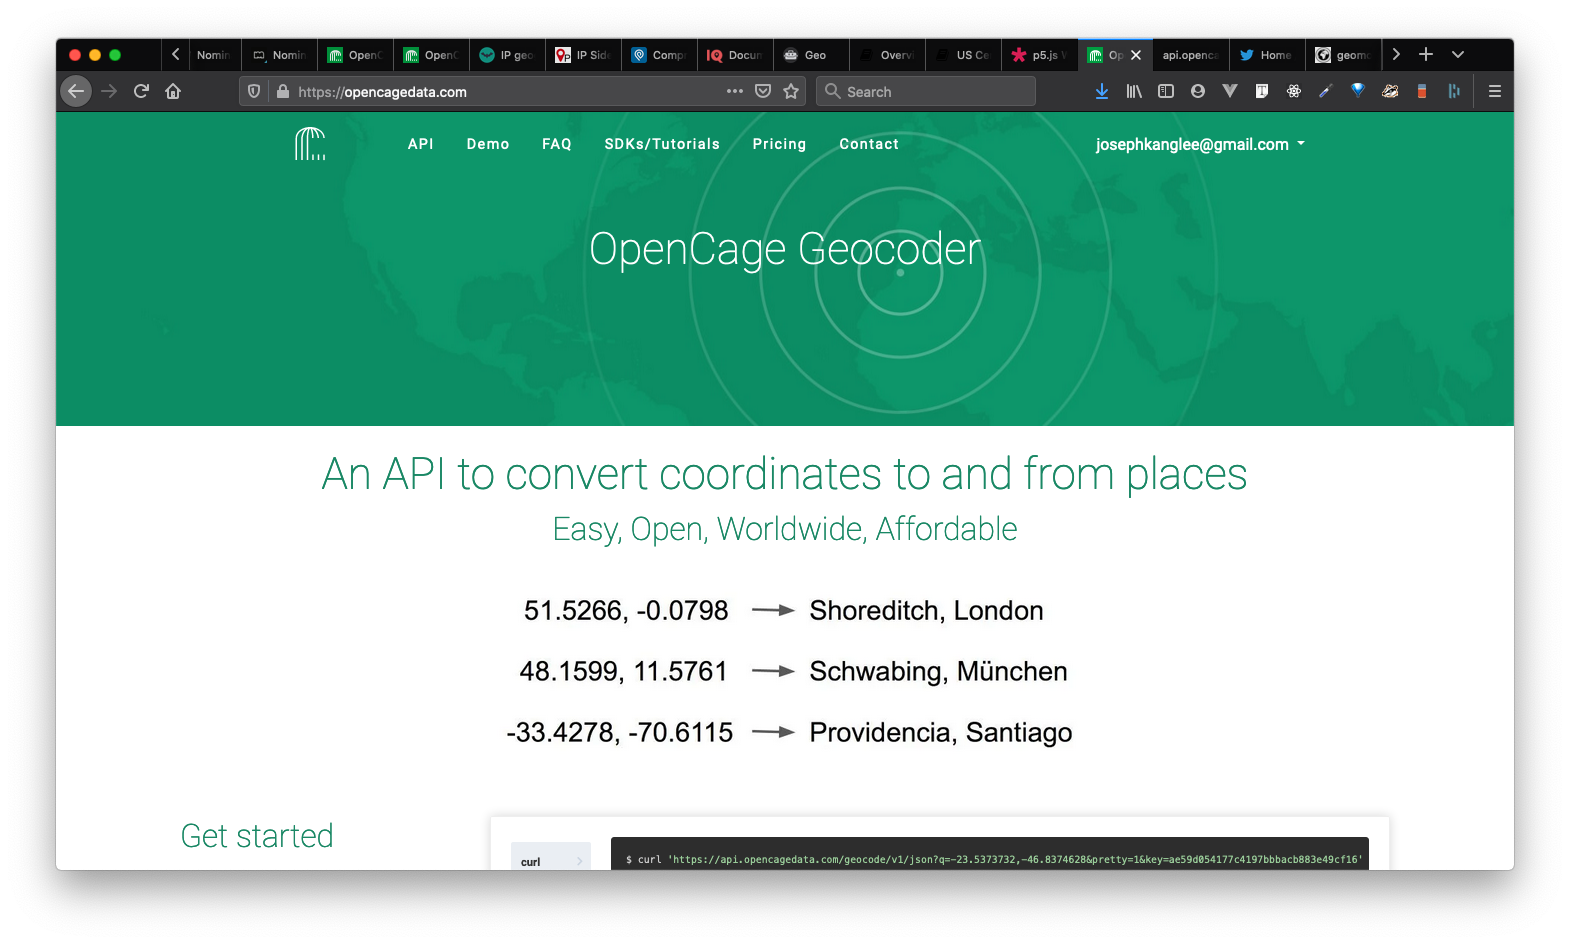 Nomin
Nomin
OpenC
OpenC
IP geo
IP Side
Comp
Docum
Geo
Overvi
US Ce
p5.js
Op
api.openca
Home
geomo
https://opencagedata.com
Search
API
Demo
FAQ
SDKs/Tutorials
Pricing
Contact
josephkanglee@gmail.com
OpenCage Geocoder
An API to convert coordinates to and from places
Easy, Open, Worldwide, Affordable
51.5266, -0.0798 → Shoreditch, London
48.1599, 11.5761 → Schwabing, München
-33.4278, -70.6115 → Providencia, Santiago
Get started
curl
$ curl 'https://api.opencagedata.com/geocode/v1/json?q=-23.5373732,-46.8374628&pretty=1&key=ae59d054177c4197bbbacb883e49cf16'